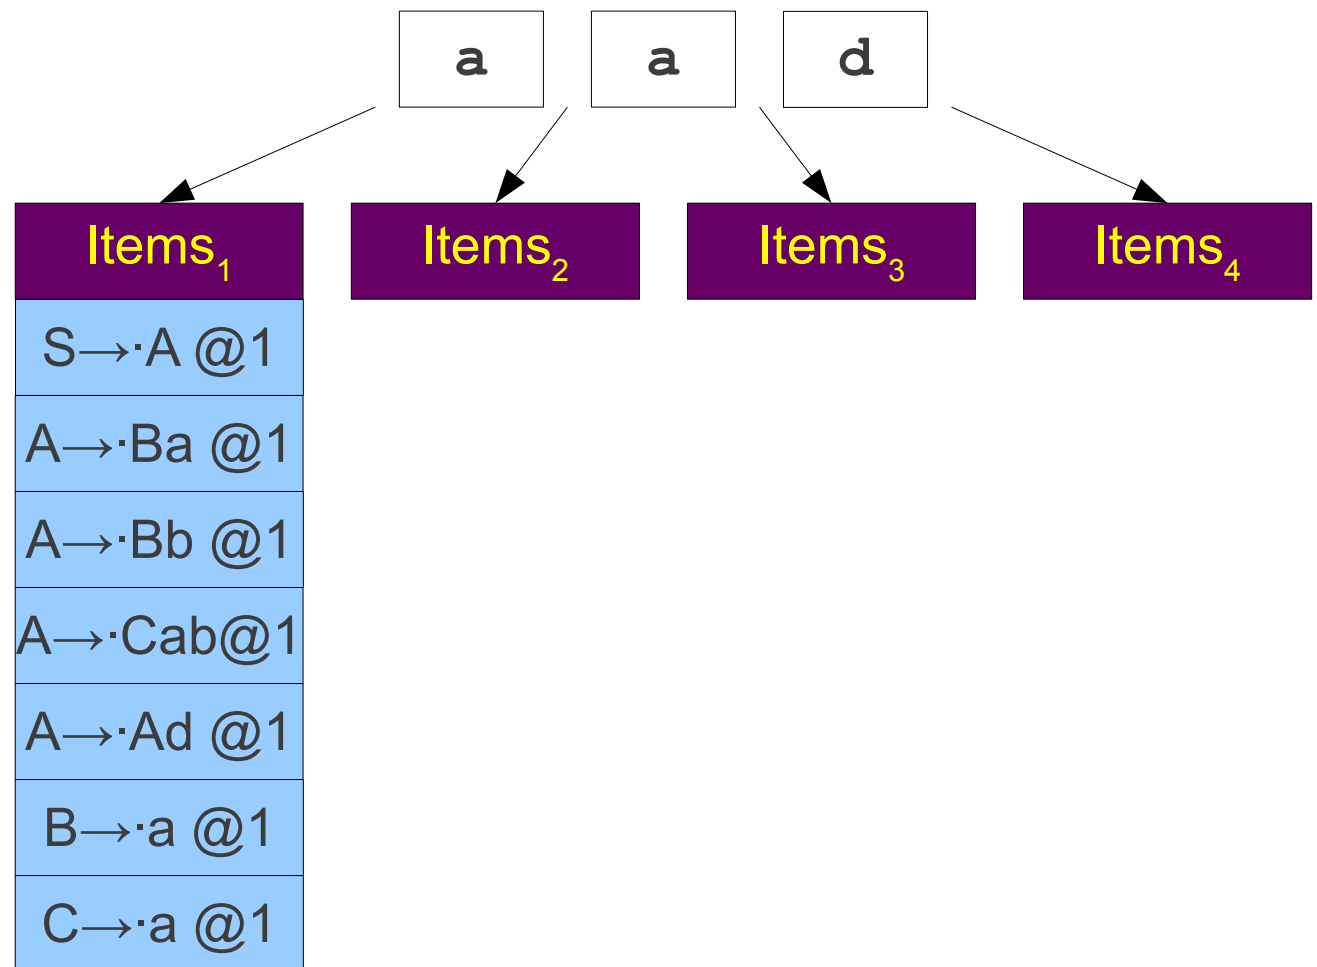 a a d
Items₁ Items₂ Items₃ Items₄
S→·A @1
A→·Ba @1
A→·Bb @1
A→·Cab@1
A→·Ad @1
B→·a @1
C→·a @1